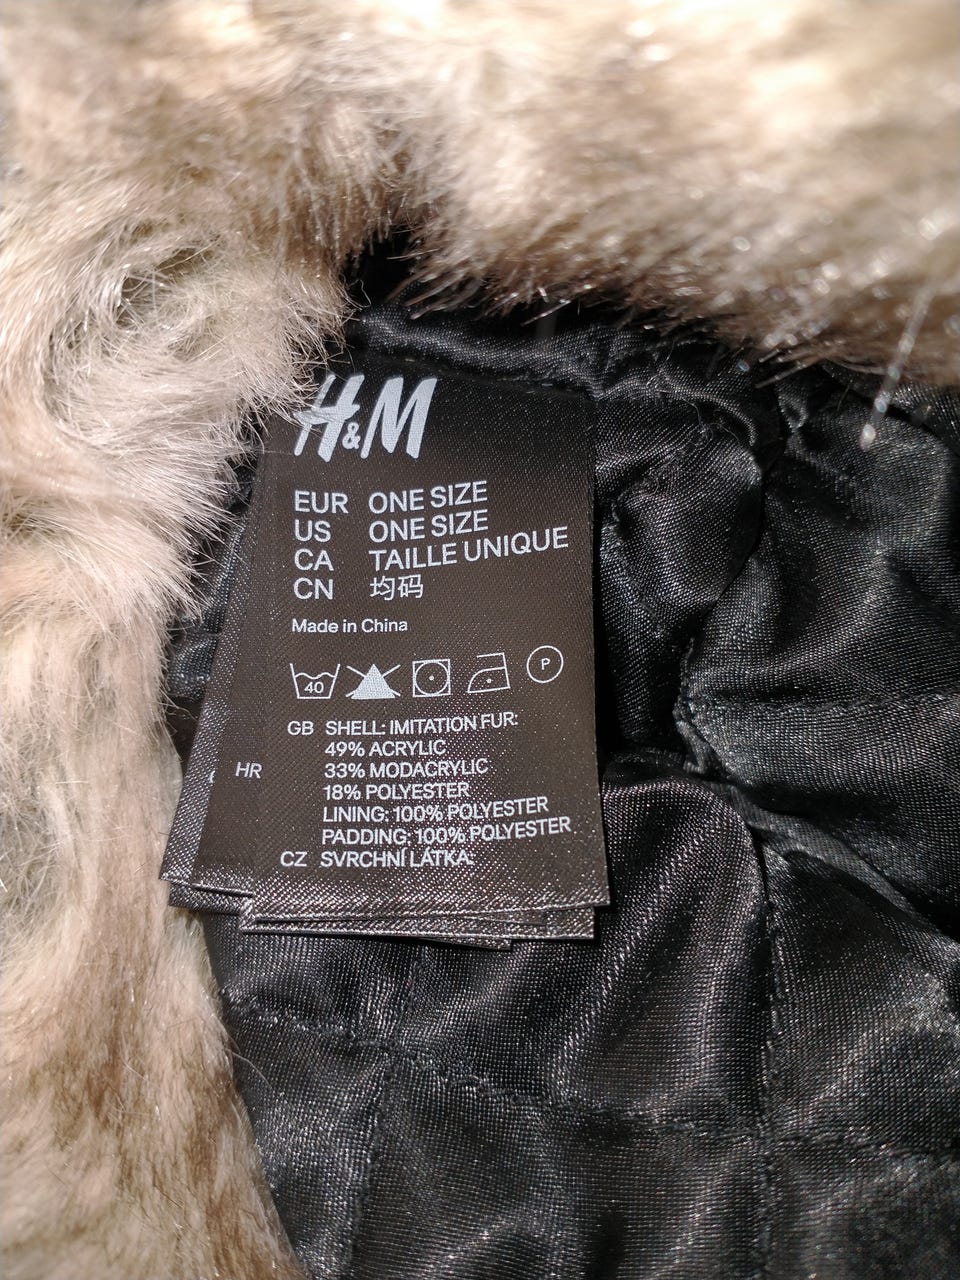 H&M
EUR ONE SIZE
US ONE SIZE
CA TAILLE UNIQUE
CN 均码
Made in China
40 P
GB SHELL: IMITATION FUR:
49% ACRYLIC
HR
33% MODACRYLIC
18% POLYESTER
LINING: 100% POLYESTER
PADDING: 100% POLYESTER
CZ SVRCHNÍ LÁTKA: